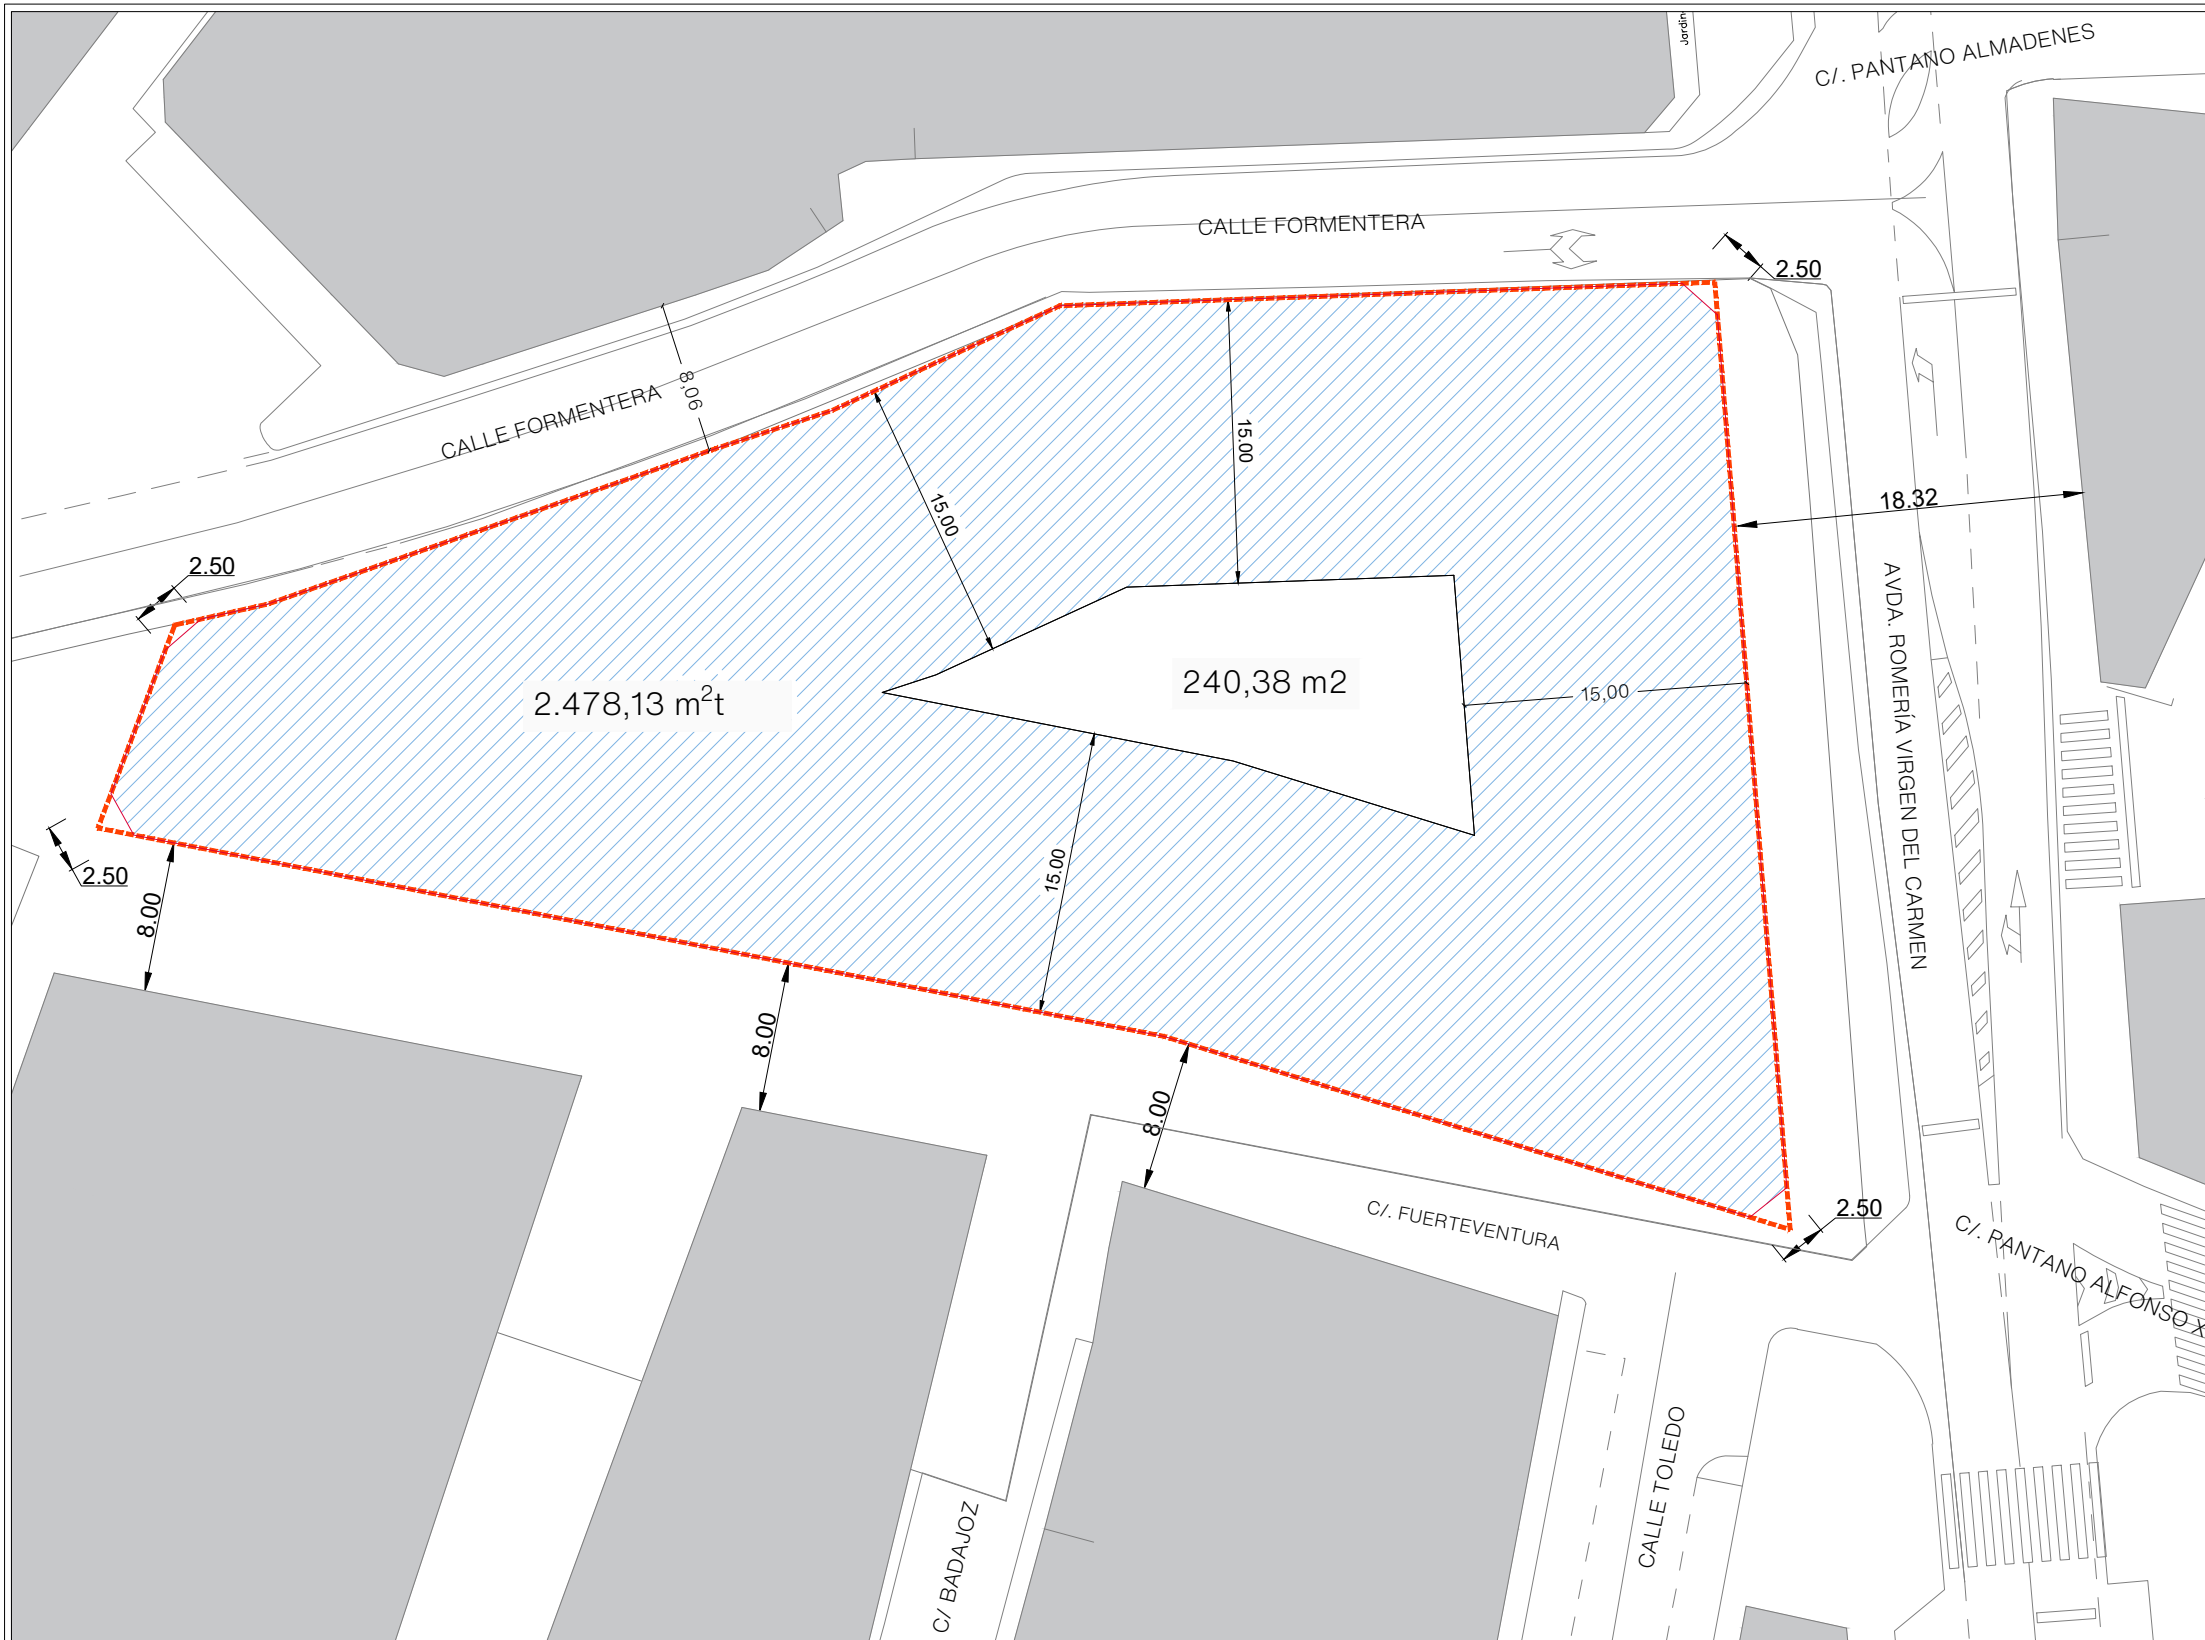 Jardin
C/. PANTANO ALMADENES
CALLE FORMENTERA
2.50
8,06
CALLE FORMENTERA
15.00
15.00
18.32
2.50
AVDA. ROMERÍA VIRGEN DEL CARMEN
2.478,13 m²t
240,38 m2
15,00
15.00
2.50
8.00
8.00
8.00
C/. FUERTEVENTURA
2.50
C/. PANTANO ALFONSO X
CALLE TOLEDO
C/ BADAJOZ